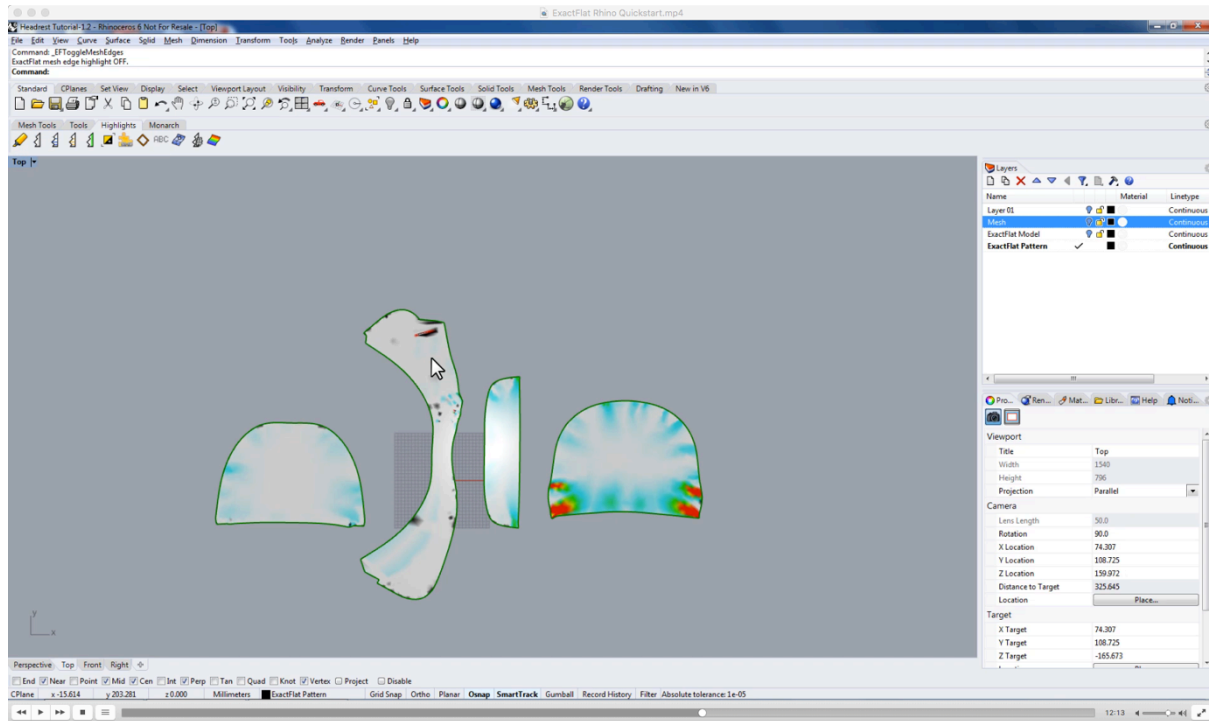 ExactFlat Rhino Quickstart.mp4
Headrest Tutorial-1.2 - Rhinoceros 6 Not For Resale - [Top]
File Edit View Curve Surface Solid Mesh Dimension Transform Tools Analyze Render Panels Help
Command: _EFToggleMeshEdges
ExactFlat mesh edge highlight OFF.
Command:
Standard CPlanes Set View Display Select Viewport Layout Visibility Transform Curve Tools Surface Tools Solid Tools Mesh Tools Render Tools Drafting New in V6
Mesh Tools Tools Highlights Monarch
ABC
Top
Layers
Name Material Linetype
Layer 01 Continuous
Mesh Continuous
ExactFlat Model Continuous
ExactFlat Pattern Continuous
Pro... Ren... Mat... Libr... Help Noti...
Viewport
Title Top
Width 1540
Height 796
Projection Parallel
Camera
Lens Length 50.0
Rotation 90.0
X Location 74.307
Y Location 108.725
Z Location 159.972
Distance to Target 325.645
Location Place...
Target
X Target 74.307
Y Target 108.725
Z Target -165.673
y
x
Perspective Top Front Right
End Near Point Mid Cen Int Perp Tan Quad Knot Vertex Project Disable
CPlane x -15.614 y 203.281 z 0.000 Millimeters ExactFlat Pattern Grid Snap Ortho Planar Osnap SmartTrack Gumball Record History Filter Absolute tolerance: 1e-05
12:13